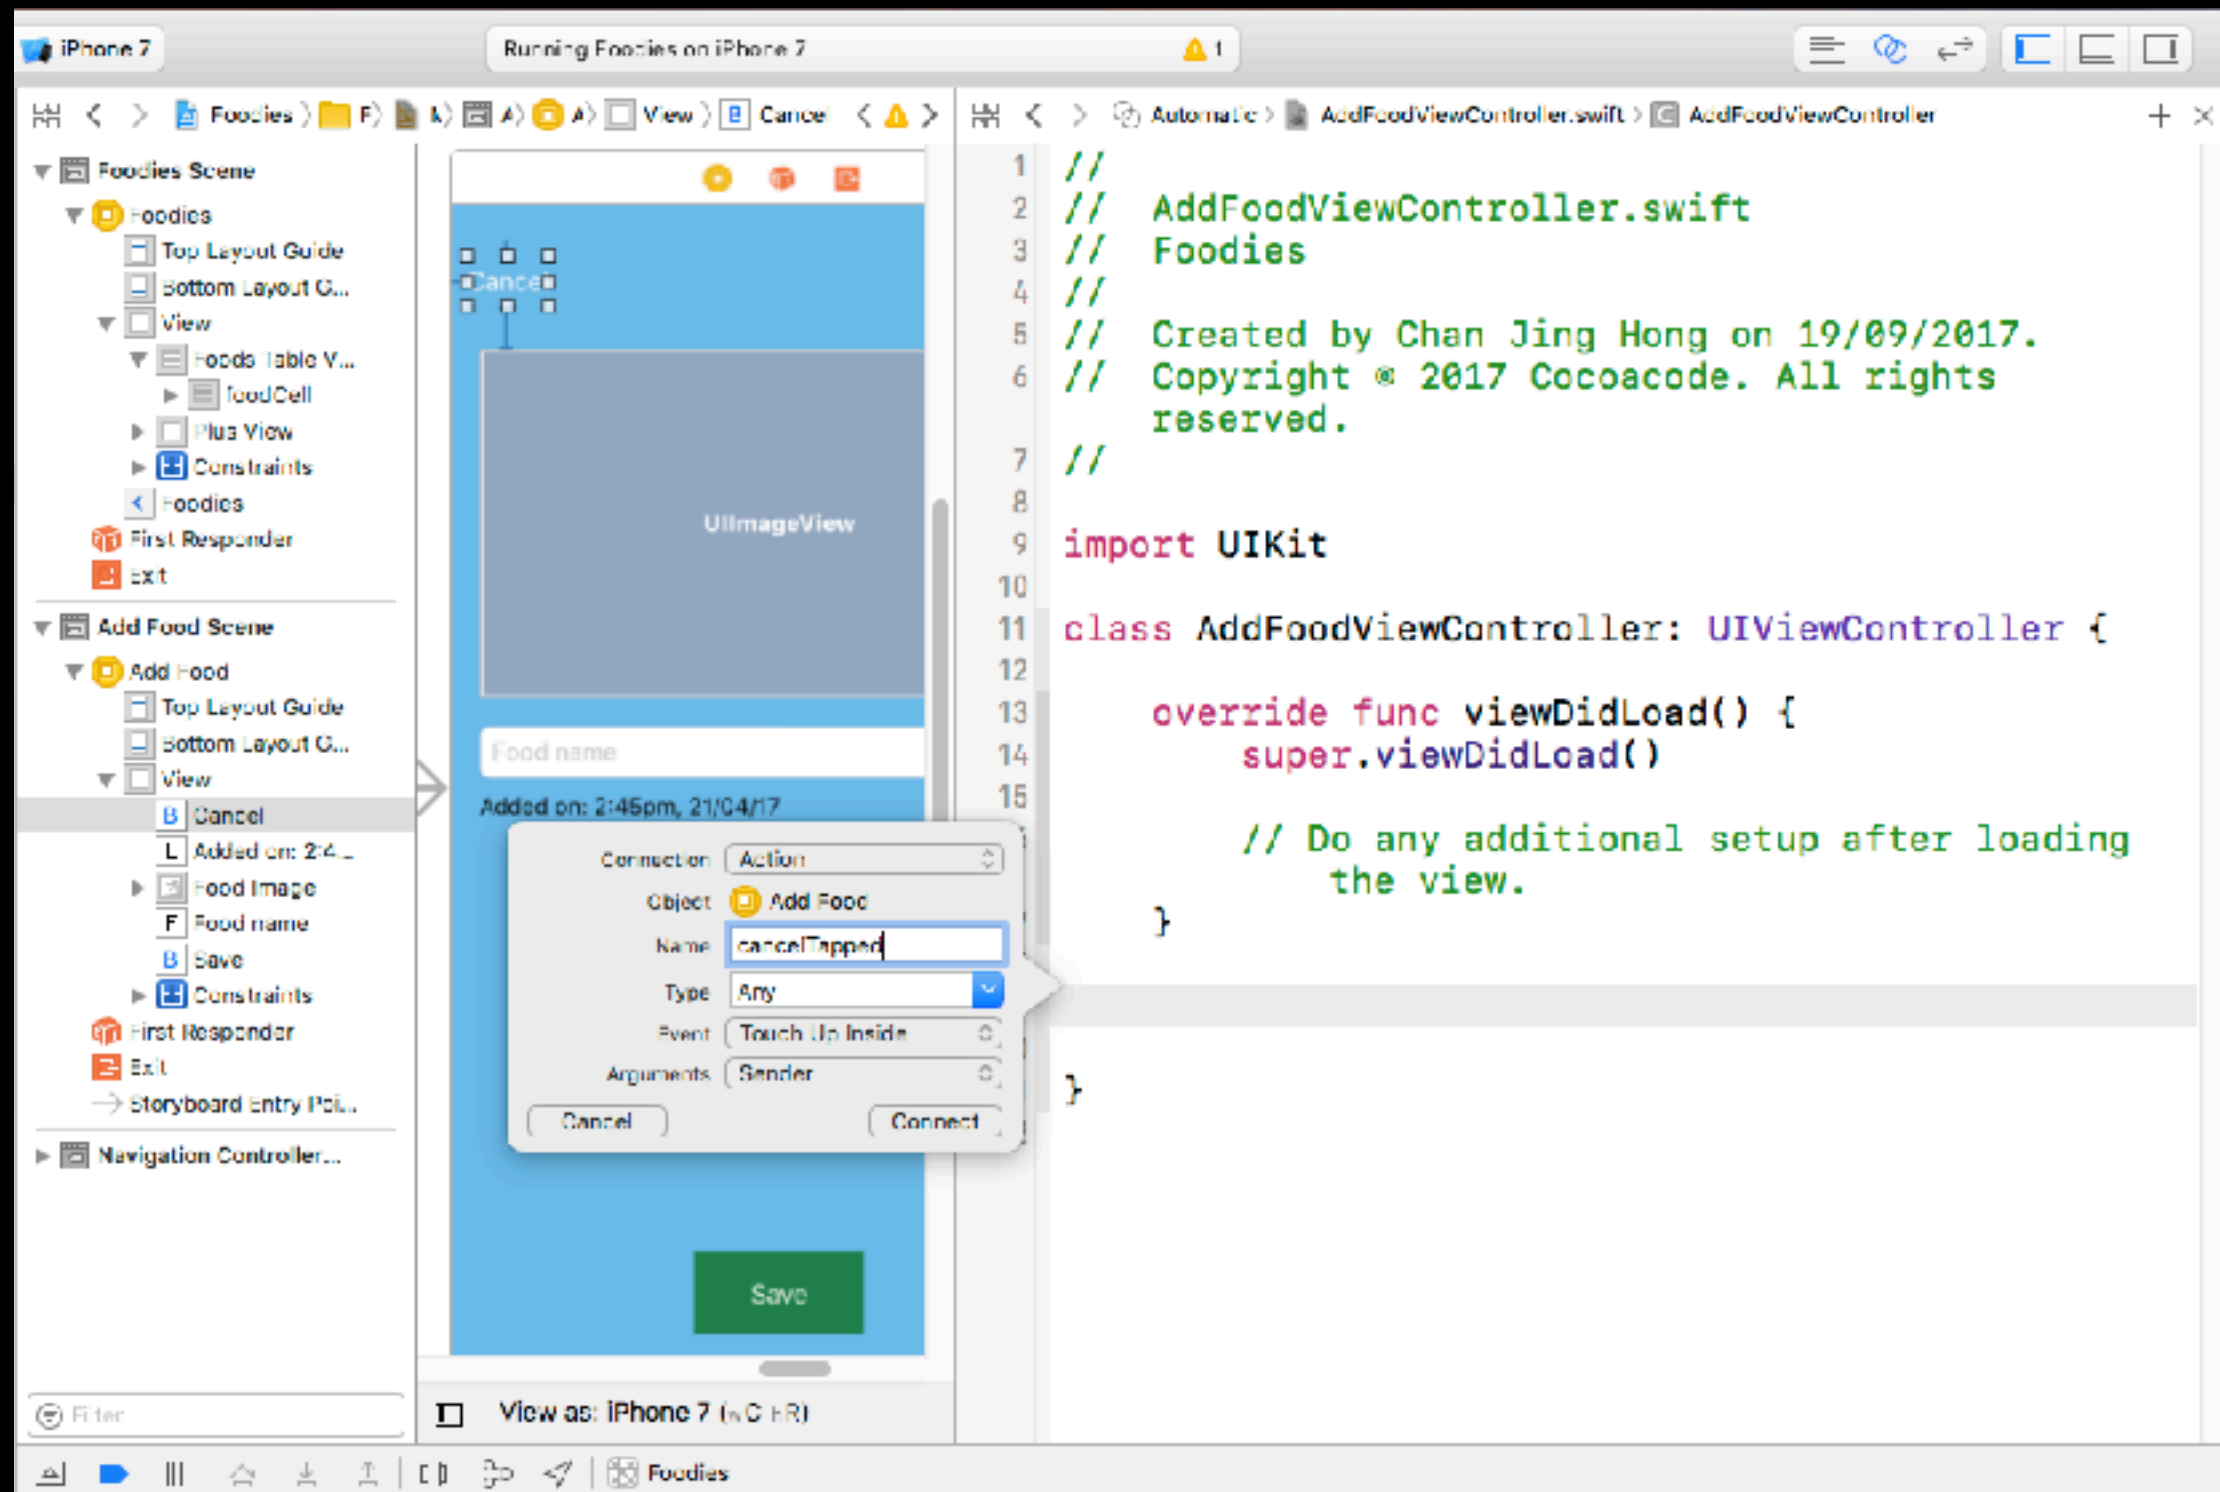 iPhone 7
Running Foodies on iPhone 7
1
Foodies
View
Cancel
Automatic
AddFoodViewController.swift
AddFoodViewController
Foodies Scene
Foodies
Top Layout Guide
Bottom Layout G...
View
Foods Table V...
foodCell
Plus View
Constraints
Foodies
First Responder
Exit
Add Food Scene
Add Food
Top Layout Guide
Bottom Layout G...
View
B Cancel
L Added on: 2:4...
Food Image
F Food name
B Save
Constraints
First Responder
Exit
Storyboard Entry Poi...
Navigation Controller...
Filter
Cancel
UIImageView
Food name
Added on: 2:45pm, 21/04/17
Connection Action
Object Add Food
Name cancelTapped
Type Any
Event Touch Up Inside
Arguments Sender
Cancel Connect
Save
View as: iPhone 7 (wC hR)
1 //
2 // AddFoodViewController.swift
3 // Foodies
4 //
5 // Created by Chan Jing Hong on 19/09/2017.
6 // Copyright © 2017 Cocoacode. All rights
reserved.
7 //
8
9 import UIKit
10
11 class AddFoodViewController: UIViewController {
12
13 override func viewDidLoad() {
14 super.viewDidLoad()
15
// Do any additional setup after loading
the view.
}
}
Foodies